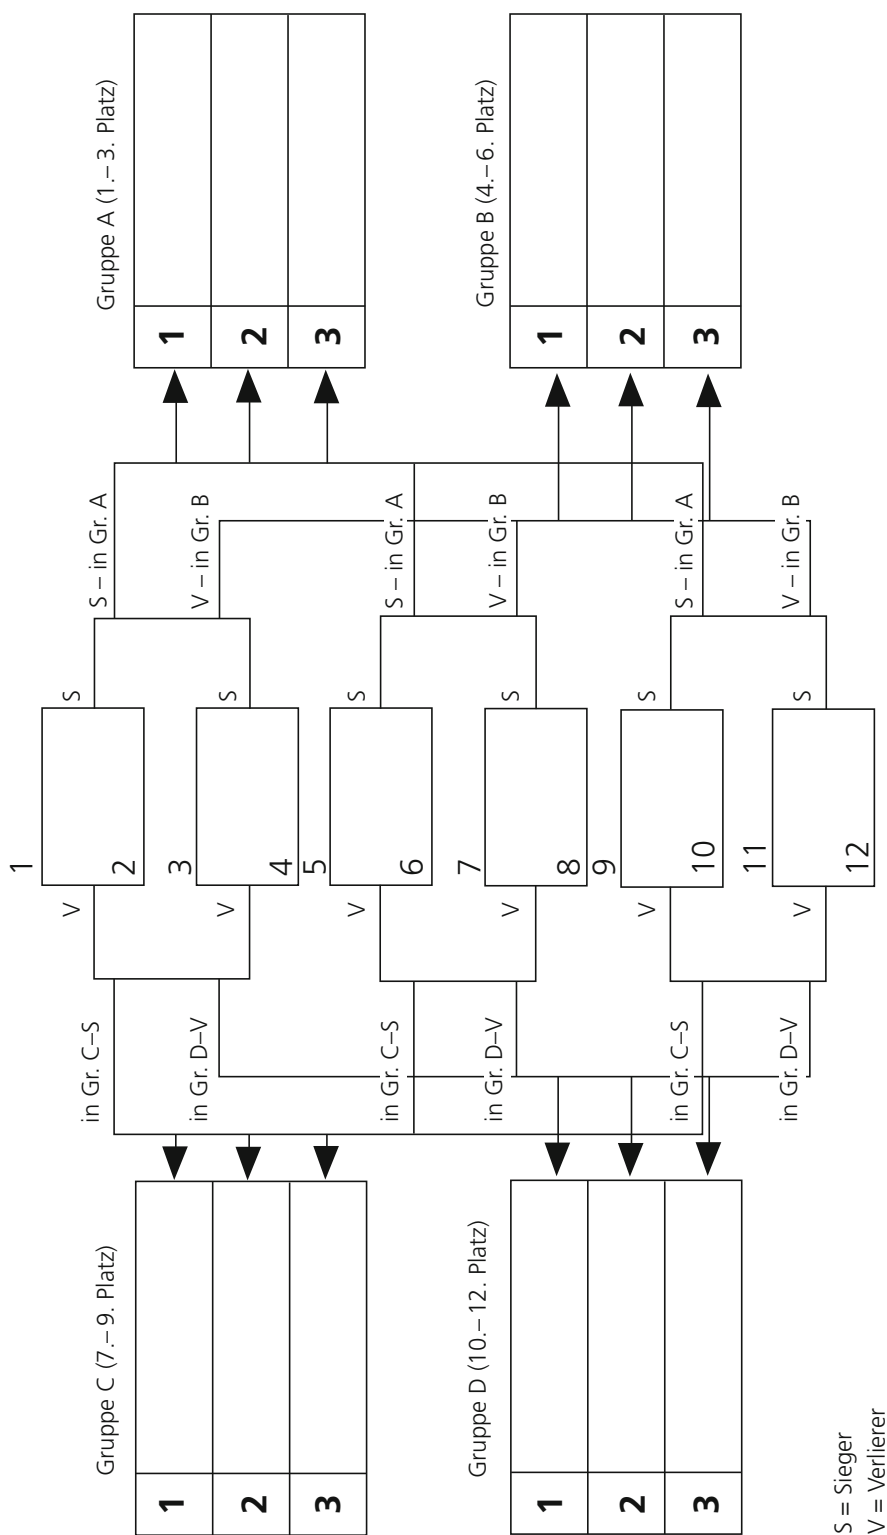 Gruppe C (7.–9. Platz)
1
2
3
Gruppe D (10.–12. Platz)
1
2
3
in Gr. C–S
in Gr. D–V
in Gr. C–S
in Gr. D–V
in Gr. C–S
in Gr. D–V
V
V
V
V
V
V
1
2
3
4
5
6
7
8
9
10
11
12
S
S
S
S
S
S
S – in Gr. A
V – in Gr. B
S – in Gr. A
V – in Gr. B
S – in Gr. A
V – in Gr. B
Gruppe A (1.–3. Platz)
1
2
3
Gruppe B (4.–6. Platz)
1
2
3
S = Sieger
V = Verlierer